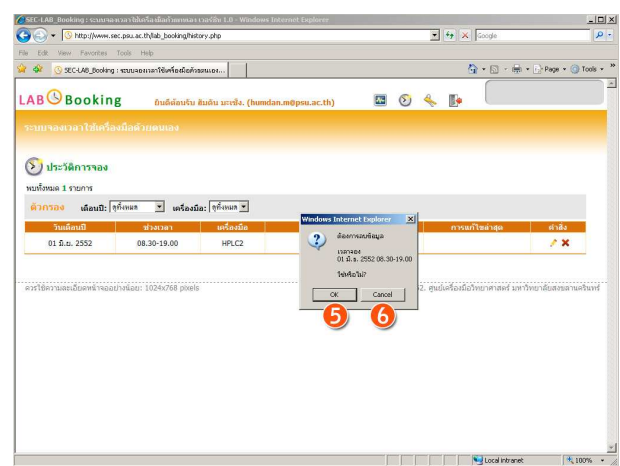 SEC-LAB_Booking : ระบบจองเวลาใช้เครื่องมือด้วยตนเอง เวอร์ชัน 1.0 - Windows Internet Explorer
http://www.sec.psu.ac.th/lab_booking/history.php
Google
File Edit View Favorites Tools Help
SEC-LAB_Booking : ระบบจองเวลาใช้เครื่องมือด้วยตนเอง...
Page Tools
LAB Booking
ยินดีต้อนรับ (humdan.m@psu.ac.th)
ระบบจองเวลาใช้เครื่องมือด้วยตนเอง
ประวัติการจอง
พบทั้งหมด 1 รายการ
ตัวกรอง เดือนปี: ดูทั้งหมด เครื่องมือ: ดูทั้งหมด
วันเดือนปี ช่วงเวลา เครื่องมือ การแก้ไขล่าสุด คำสั่ง
01 มิ.ย. 2552 08.30-19.00 HPLC2
Windows Internet Explorer
ต้องการลบข้อมูล
เวลาจอง
01 มิ.ย. 2552 08.30-19.00
ใช่หรือไม่?
OK Cancel
5 6
ควรใช้ความละเอียดหน้าจออย่างน้อย: 1024x768 pixels
2. ศูนย์เครื่องมือวิทยาศาสตร์ มหาวิทยาลัยสงขลานครินทร์
Local intranet 100%